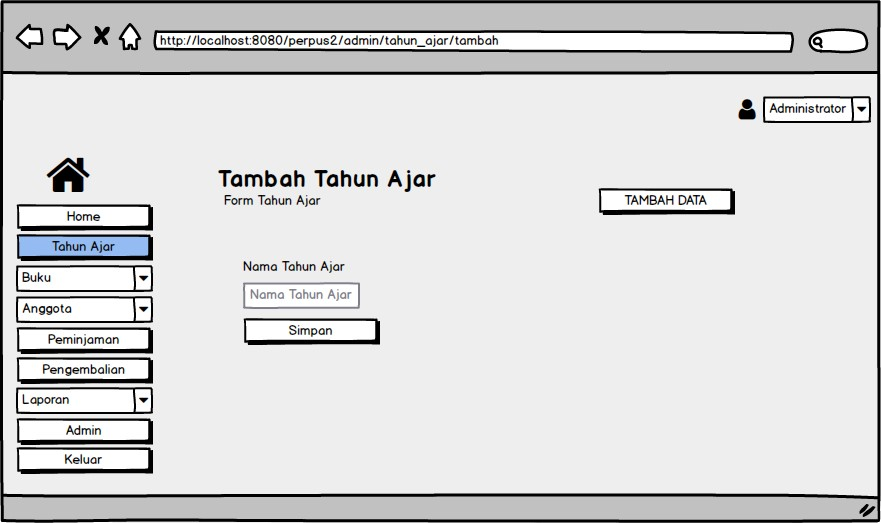 http://localhost:8080/perpus2/admin/tahun_ajar/tambah
Administrator
Tambah Tahun Ajar
Form Tahun Ajar
TAMBAH DATA
Home
Tahun Ajar
Buku
Anggota
Peminjaman
Pengembalian
Laporan
Admin
Keluar
Nama Tahun Ajar
Nama Tahun Ajar
Simpan